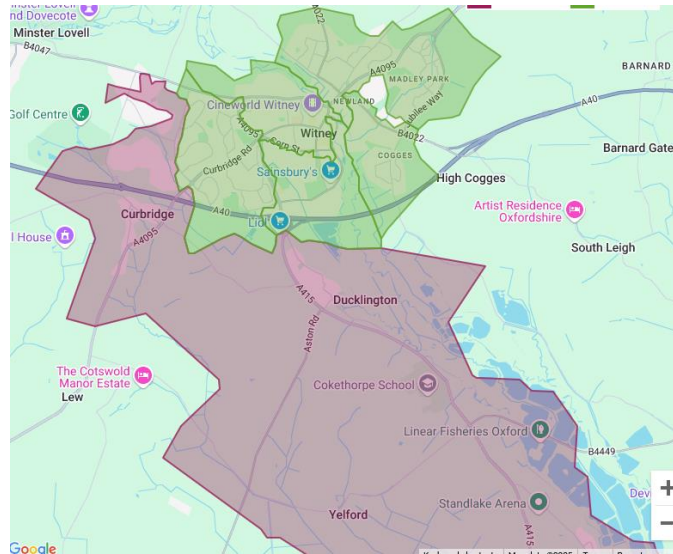 and Dovecote
Minster Lovell
B4047
A4022
A4095
MADLEY PARK
BARNARD
Golf Centre
Cineworld Witney
NEWLAND
Jubilee Way
A40
A4095
Corn St
Witney
B4022
Barnard Gate
Curbridge Rd
COGGES
Sainsbury's
High Cogges
Artist Residence
Oxfordshire
Curbridge
A40
Lidl
House
A4095
South Leigh
A415
Ducklington
Aston Rd
The Cotswold
Manor Estate
Lew
Cokethorpe School
Linear Fisheries Oxford
B4449
Standlake Arena
Yelford
A415
Google